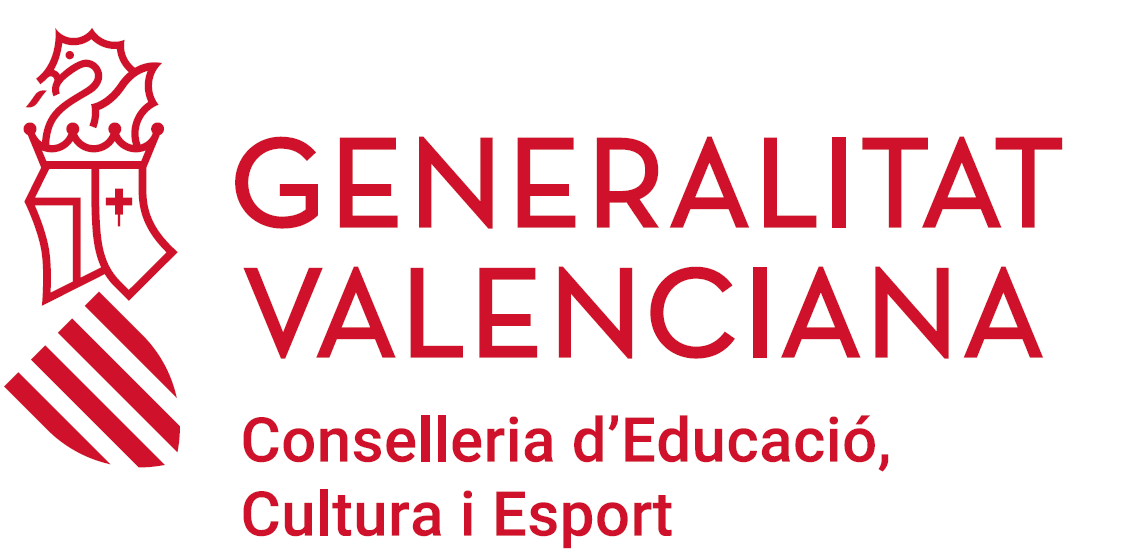 GENERALITAT
VALENCIANA
Conselleria d’Educació,
Cultura i Esport